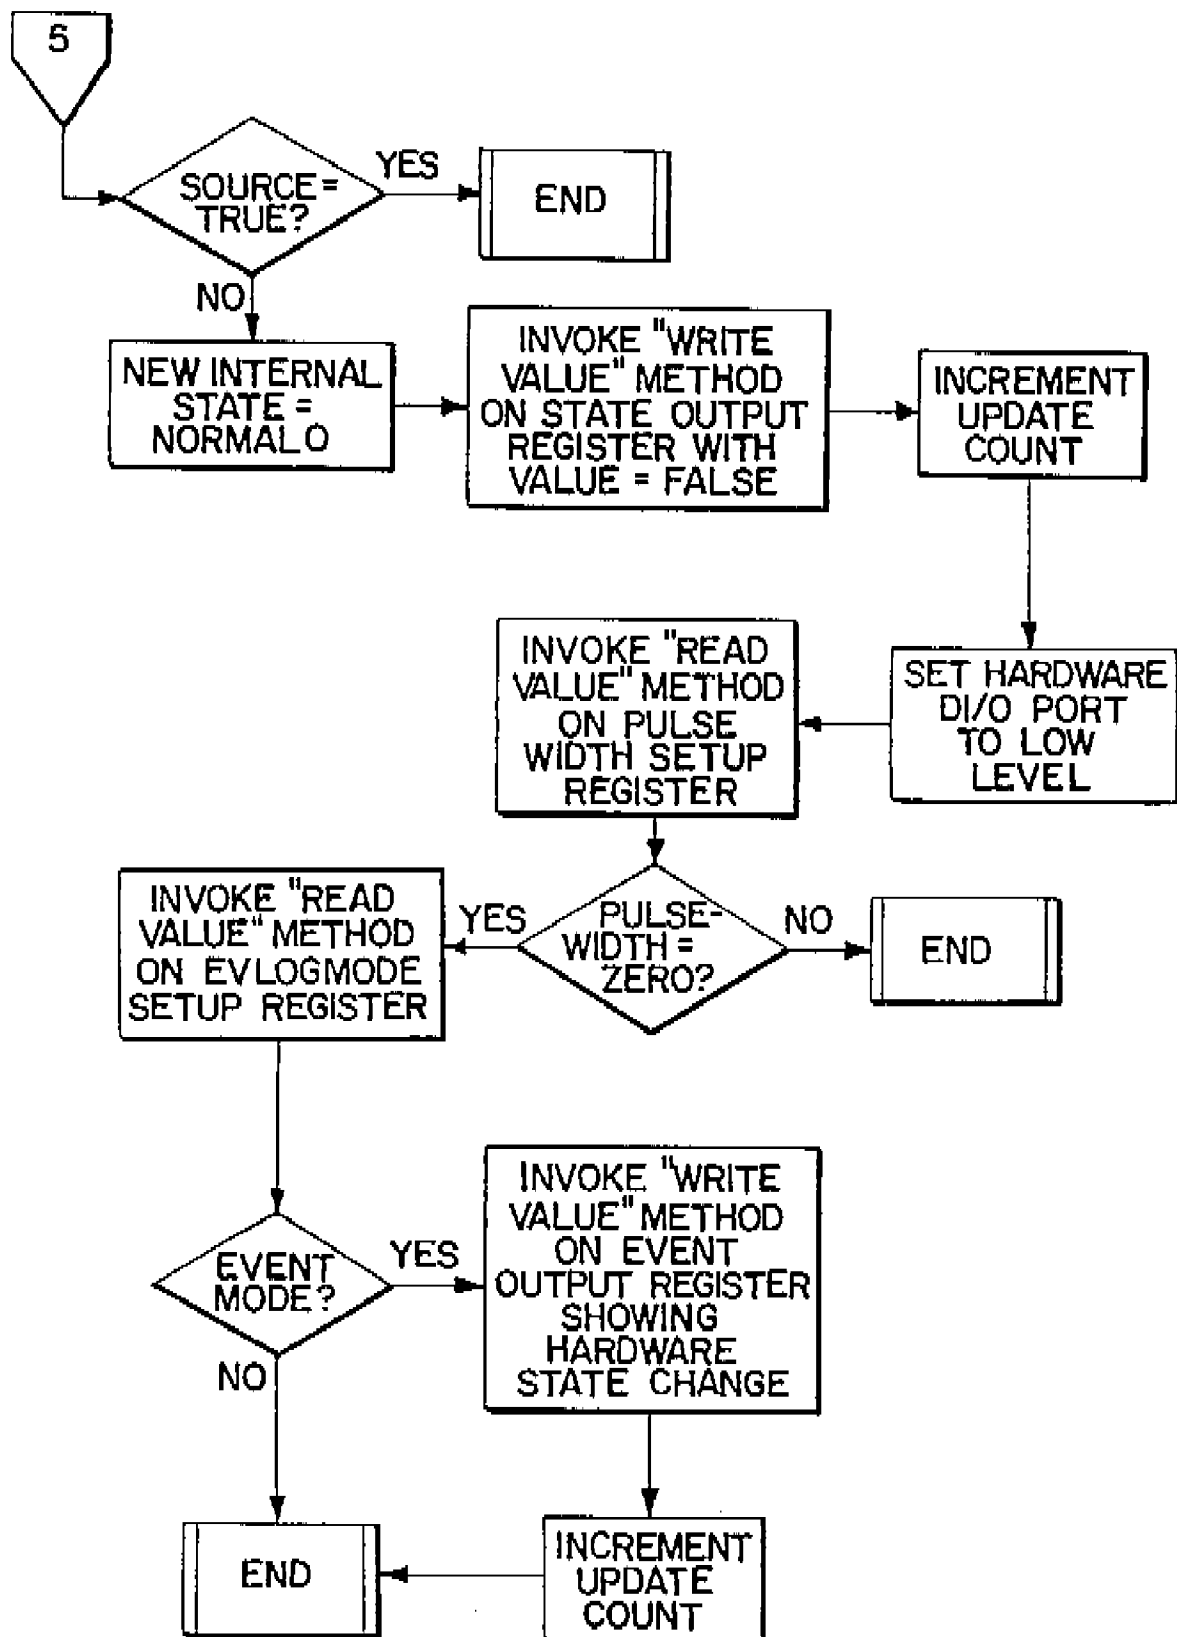 5
SOURCE =
TRUE?
YES
END
NO
NEW INTERNAL
STATE =
NORMAL0
INVOKE "WRITE
VALUE" METHOD
ON STATE OUTPUT
REGISTER WITH
VALUE = FALSE
INCREMENT
UPDATE
COUNT
SET HARDWARE
DI/O PORT
TO LOW
LEVEL
INVOKE "READ
VALUE" METHOD
ON PULSE
WIDTH SETUP
REGISTER
PULSE-
WIDTH =
ZERO?
NO
END
YES
INVOKE "READ
VALUE" METHOD
ON EVLOGMODE
SETUP REGISTER
EVENT
MODE?
YES
INVOKE "WRITE
VALUE" METHOD
ON EVENT
OUTPUT REGISTER
SHOWING
HARDWARE
STATE CHANGE
NO
INCREMENT
UPDATE
COUNT
END